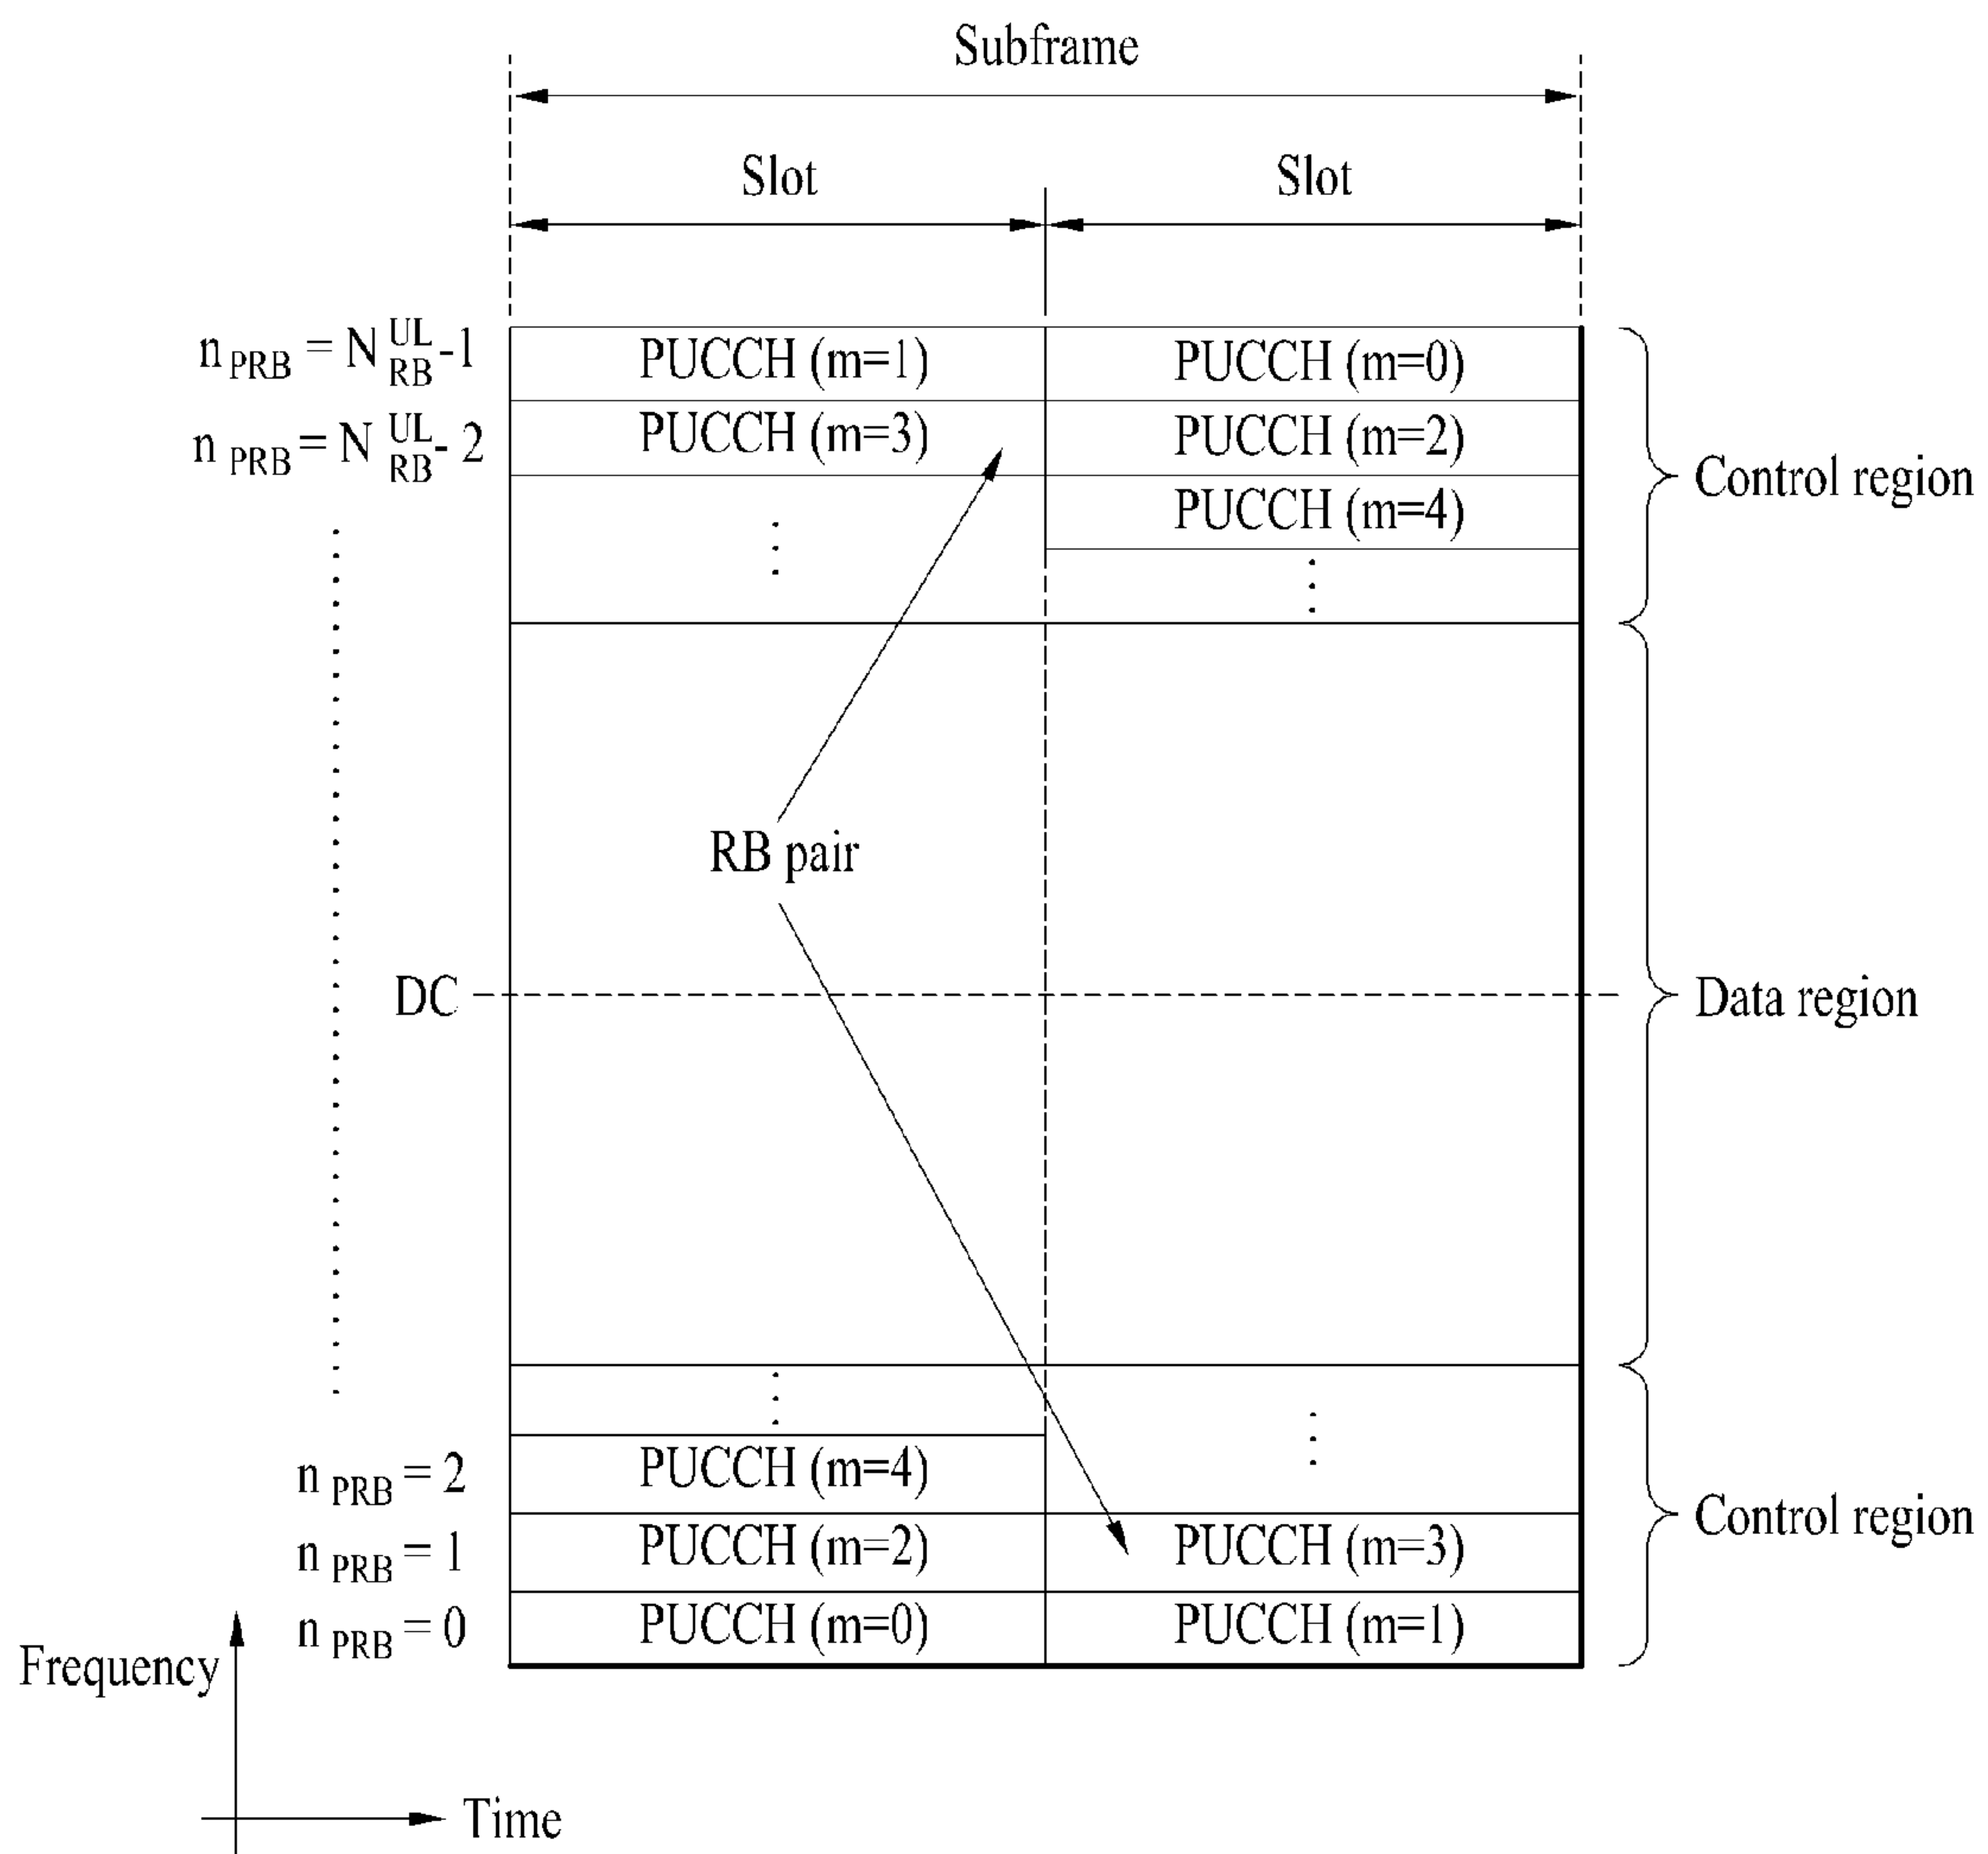 Subframe
Slot Slot
n PRB = N UL RB -1 PUCCH (m=1) PUCCH (m=0)
n PRB = N UL RB - 2 PUCCH (m=3) PUCCH (m=2)
PUCCH (m=4)
Control region
RB pair
DC
Data region
n PRB = 2 PUCCH (m=4)
Control region
n PRB = 1 PUCCH (m=2) PUCCH (m=3)
n PRB = 0 PUCCH (m=0) PUCCH (m=1)
Frequency
Time